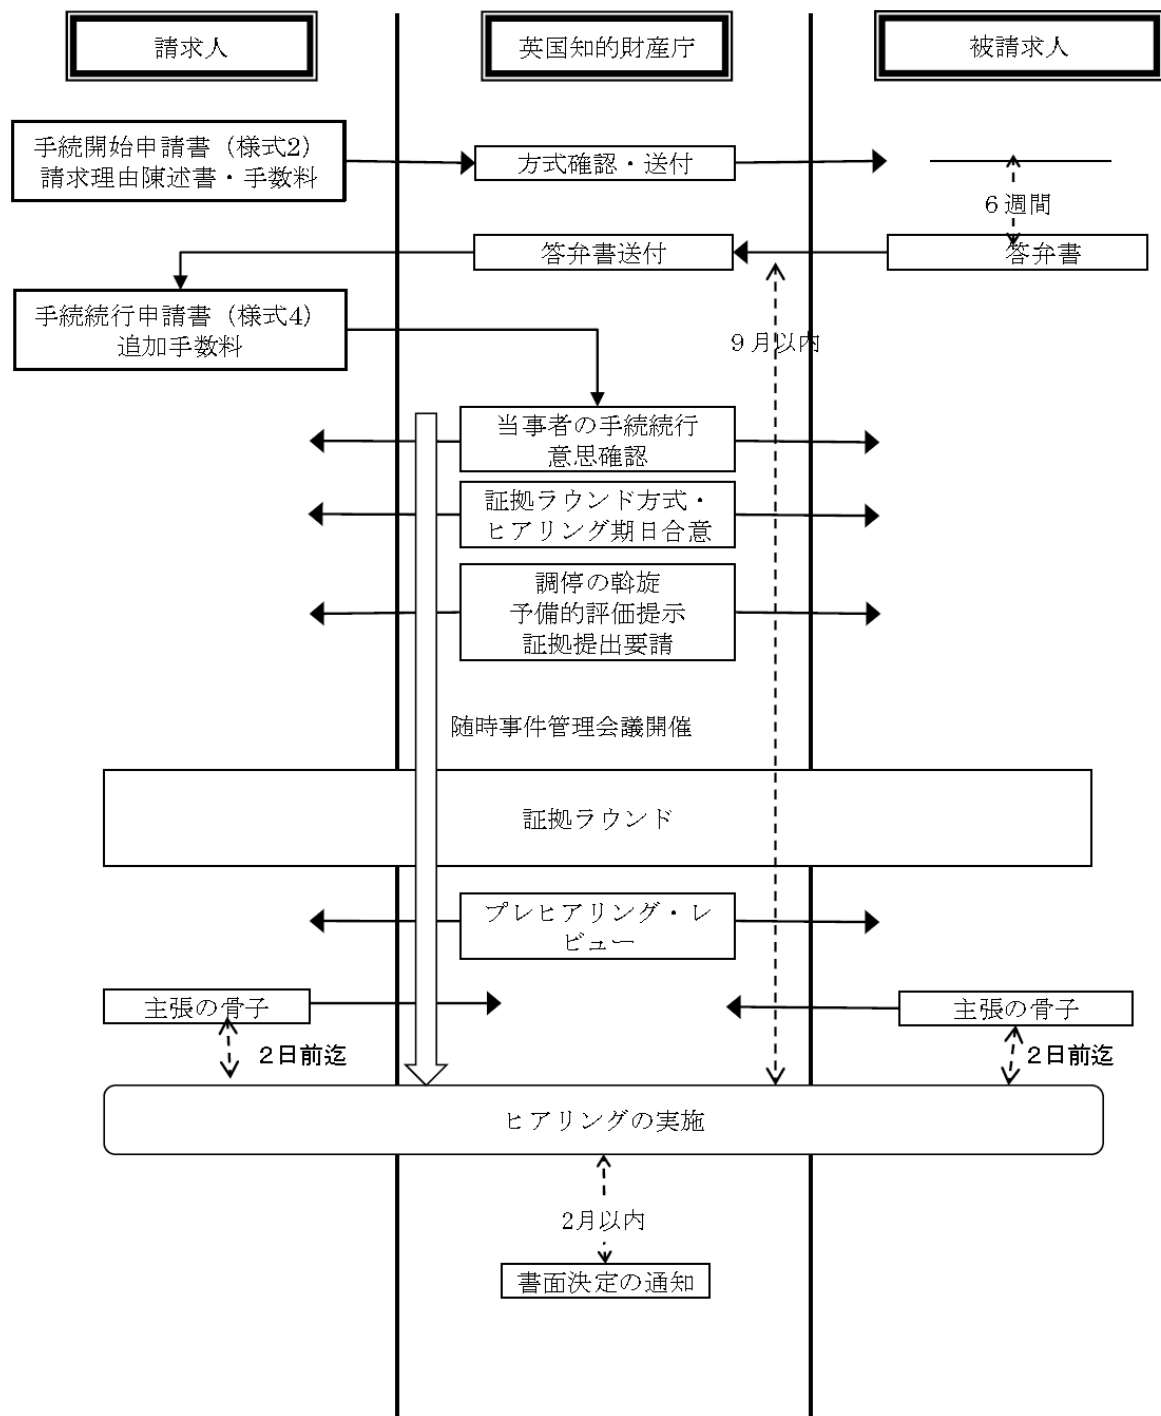 請求人
英国知的財産庁
被請求人
手続開始申請書（様式2）
請求理由陳述書・手数料
方式確認・送付
６週間
答弁書送付
答弁書
手続続行申請書（様式4）
追加手数料
９月以内
当事者の手続続行
意思確認
証拠ラウンド方式・
ヒアリング期日合意
調停の斡旋
予備的評価提示
証拠提出要請
随時事件管理会議開催
証拠ラウンド
プレヒアリング・レ
ビュー
主張の骨子
主張の骨子
2日前迄
2日前迄
ヒアリングの実施
2月以内
書面決定の通知